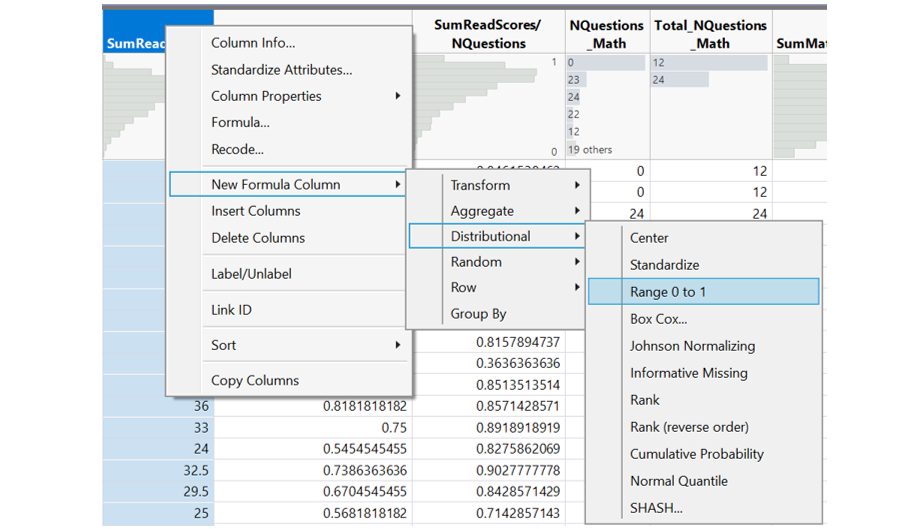 SumReadScores/
NQuestions
NQuestions
_Math
Total_NQuestions
_Math
1
0
0
23
24
22
12
19 others
12
24
Column Info...
Standardize Attributes...
Column Properties
Formula...
Recode...
New Formula Column
Insert Columns
Delete Columns
Label/Unlabel
Link ID
Sort
Copy Columns
Transform
Aggregate
Distributional
Random
Row
Group By
Center
Standardize
Range 0 to 1
Box Cox...
Johnson Normalizing
Informative Missing
Rank
Rank (reverse order)
Cumulative Probability
Normal Quantile
SHASH...
0 12
0 12
24 24
0.8157894737
0.3636363636
0.8513513514
36 0.8181818182 0.8571428571
33 0.75 0.8918918919
24 0.5454545455 0.8275862069
32.5 0.7386363636 0.9027777778
29.5 0.6704545455 0.8428571429
25 0.5681818182 0.7142857143